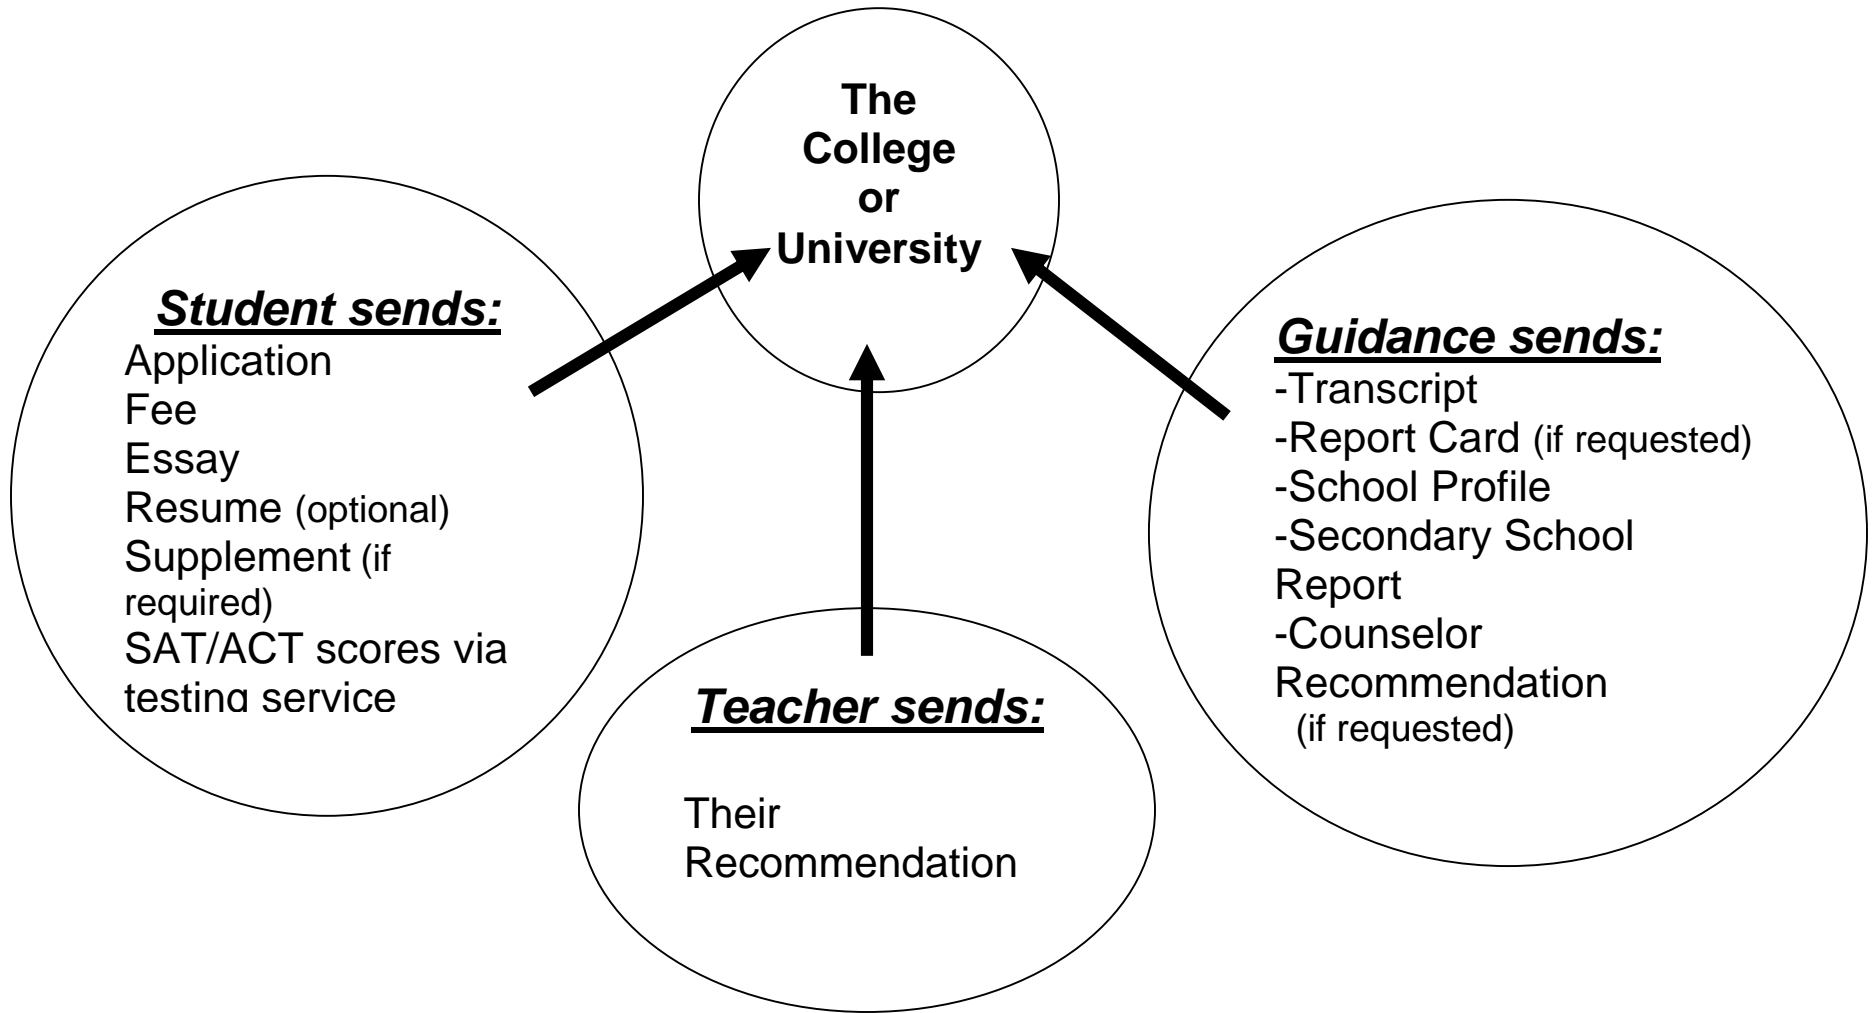 The
College
or
University
Student sends:
Application
Fee
Essay
Resume (optional)
Supplement (if
required)
SAT/ACT scores via
testing service
Teacher sends:
Their
Recommendation
Guidance sends:
-Transcript
-Report Card (if requested)
-School Profile
-Secondary School
Report
-Counselor
Recommendation
(if requested)